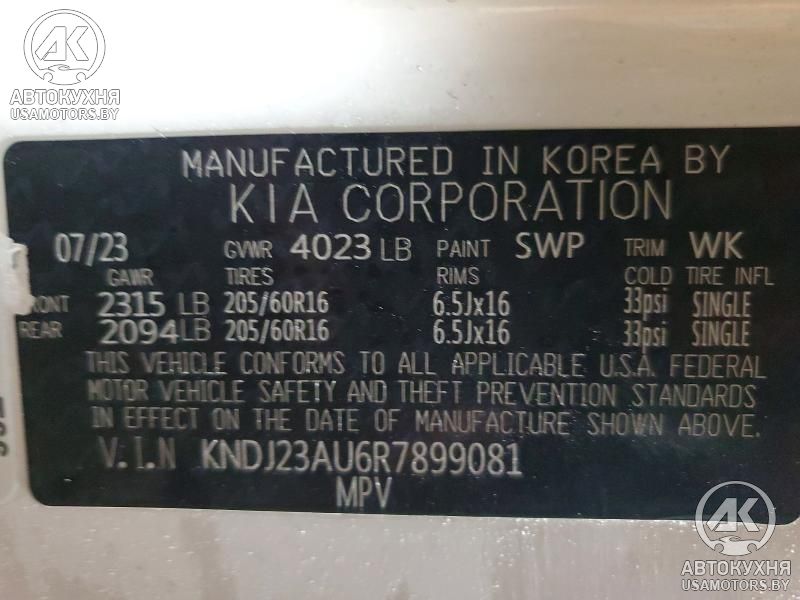 АК
АВТОКУХНЯ
USAMOTORS.BY
MANUFACTURED IN KOREA BY
KIA CORPORATION
07/23 GVWR 4023 LB PAINT SWP TRIM WK
GAWR TIRES RIMS COLD TIRE INFL
FRONT 2315 LB 205/60R16 6.5Jx16 33psi SINGLE
REAR 2094 LB 205/60R16 6.5Jx16 33psi SINGLE
THIS VEHICLE CONFORMS TO ALL APPLICABLE U.S.A. FEDERAL
MOTOR VEHICLE SAFETY AND THEFT PREVENTION STANDARDS
IN EFFECT ON THE DATE OF MANUFACTURE SHOWN ABOVE.
V.I.N KNDJ23AU6R7899081
MPV
АК
АВТОКУХНЯ
USAMOTORS.BY